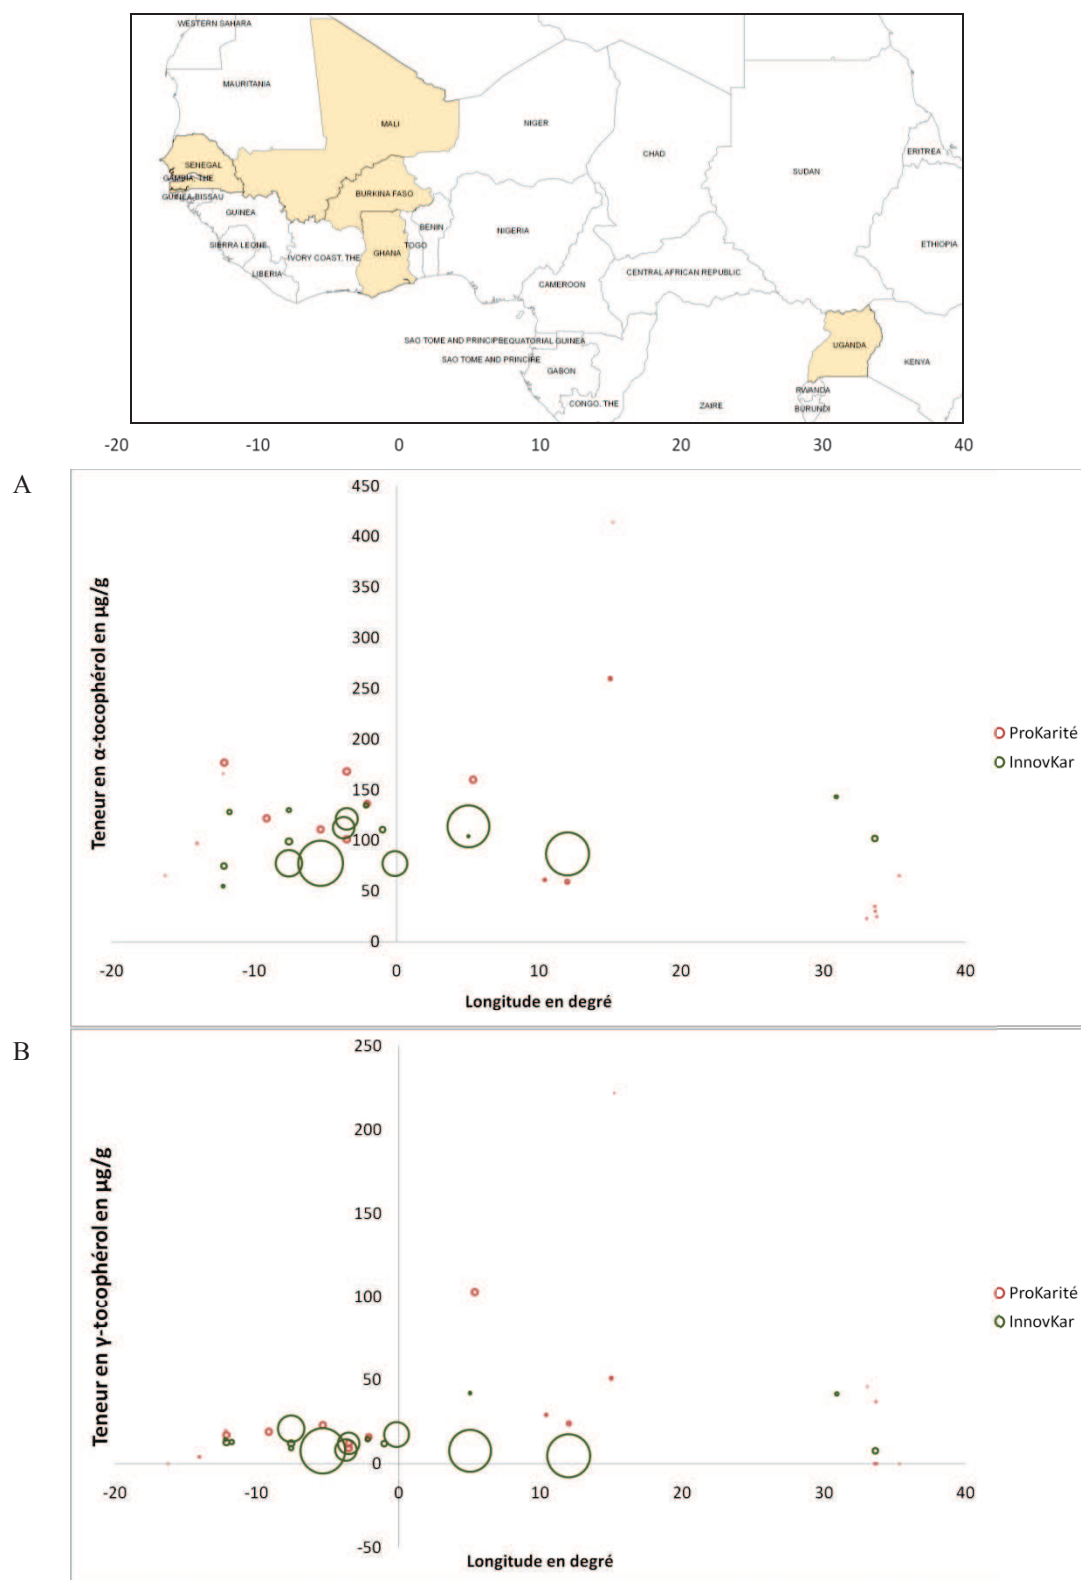 WESTERN SAHARA
MAURITANIA
MALI
NIGER
CHAD
SUDAN
ERITREA
SENEGAL
GAMBIA, THE
GUINEA-BISSAU
GUINEA
BURKINA FASO
BENIN
NIGERIA
SIERRA LEONE
IVORY COAST, THE
GHANA
TOGO
ETHIOPIA
LIBERIA
CAMEROON
CENTRAL AFRICAN REPUBLIC
SAO TOME AND PRINCIPE
EQUATORIAL GUINEA
UGANDA
SAO TOME AND PRINCIPE
GABON
KENYA
RWANDA
CONGO, THE
ZAIRE
BURUNDI
-20 -10 0 10 20 30 40
A
Teneur en α-tocophérol en µg/g
450
400
350
300
250
200
150
100
50
0
-20 -10 0 10 20 30 40
Longitude en degré
ProKarité
InnovKar
B
Teneur en γ-tocophérol en µg/g
250
200
150
100
50
0
-20 -10 0 10 20 30 40
-50
Longitude en degré
ProKarité
InnovKar